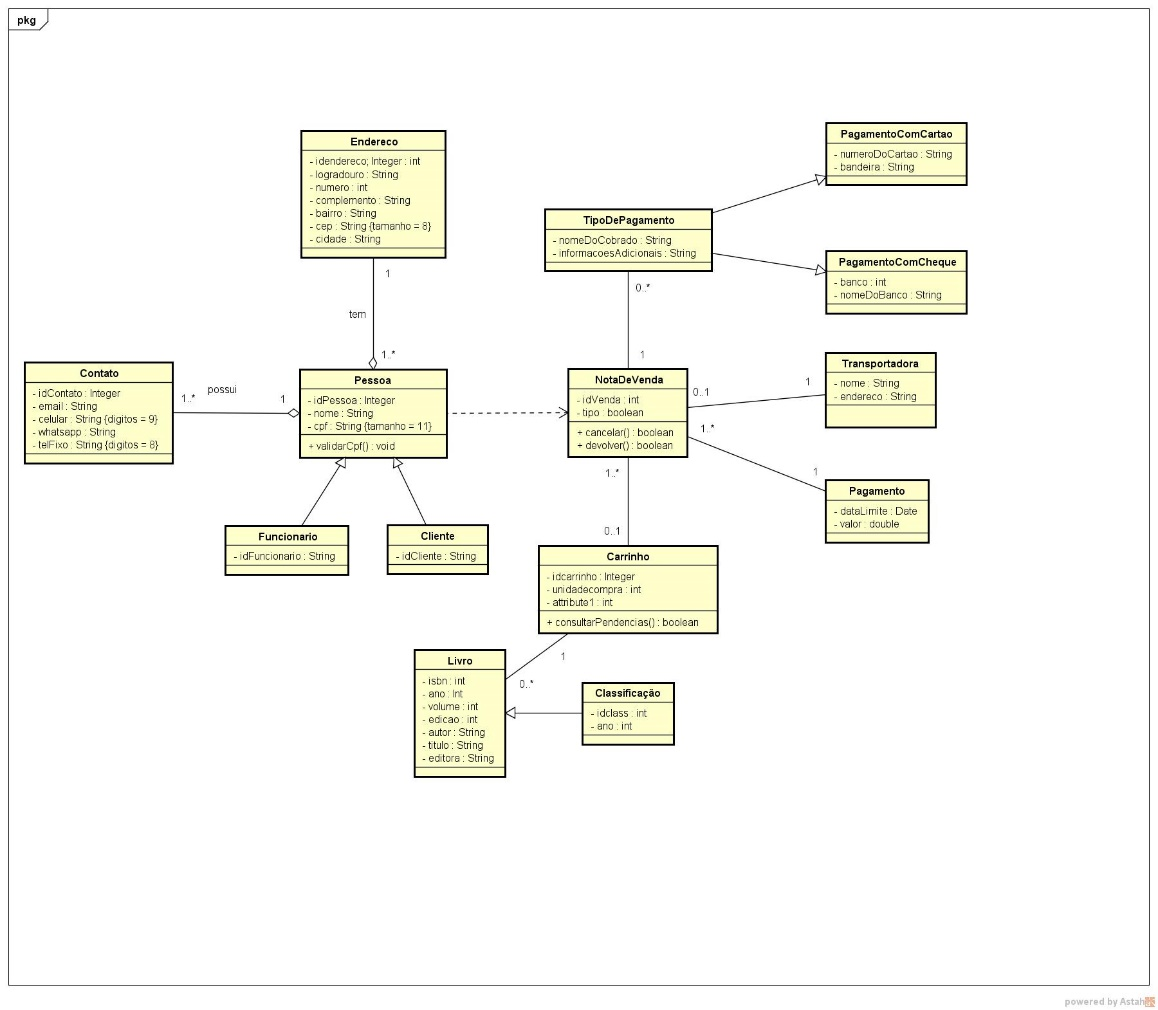 pkg
Endereco
- idendereco; Integer : int
- logradouro : String
- numero : int
- complemento : String
- bairro : String
- cep : String {tamanho = 8}
- cidade : String
1
tem
1..*
PagamentoComCartao
- numeroDoCartao : String
- bandeira : String
TipoDePagamento
- nomeDoCobrado : String
- informacoesAdicionais : String
PagamentoComCheque
- banco : int
- nomeDoBanco : String
0..*
1
Contato
- idContato : Integer
- email : String
- celular : String {digitos = 9}
- whatsapp : String
- telFixo : String {digitos = 8}
possui
1..*
1
Pessoa
- idPessoa : Integer
- nome : String
- cpf : String {tamanho = 11}
+ validarCpf() : void
NotaDeVenda
- idVenda : int
- tipo : boolean
+ cancelar() : boolean
+ devolver() : boolean
0..1
1
Transportadora
- nome : String
- endereco : String
1..*
1
Pagamento
- dataLimite : Date
- valor : double
Funcionario
- idFuncionario : String
Cliente
- idCliente : String
1..*
0..1
Carrinho
- idcarrinho : Integer
- unidadecompra : int
- attribute1 : int
+ consultarPendencias() : boolean
1
0..*
Livro
- isbn : int
- ano : Int
- volume : int
- edicao : int
- autor : String
- titulo : String
- editora : String
Classificação
- idclass : int
- ano : int
powered by Astah